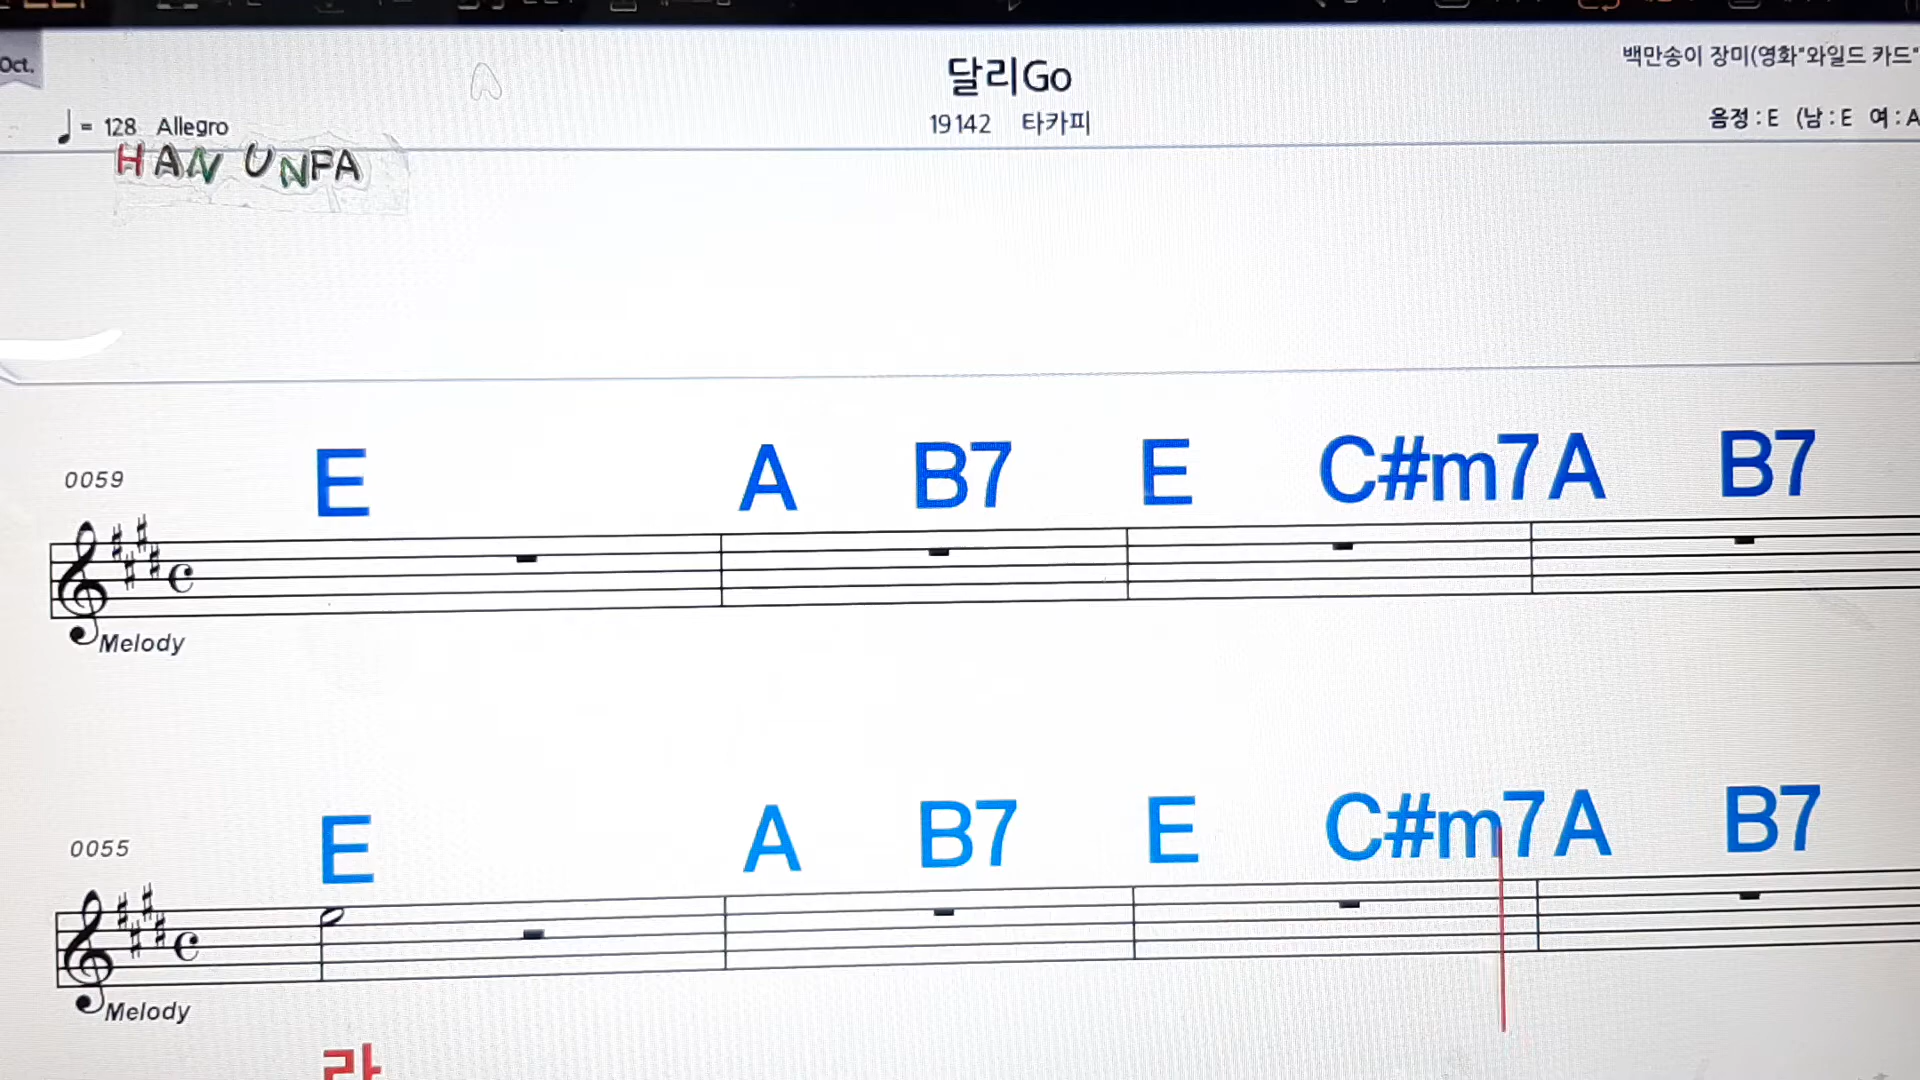 Oct.
달리Go
백만송이 장미(영화"와일드 카드"
= 128 Allegro
19142 타카피
음정 : E (남 : E 여 : A
HAN UNPA
E A B7 E C#m7 A B7
0059
Melody
E A B7 E C#m7 A B7
0055
Melody
라